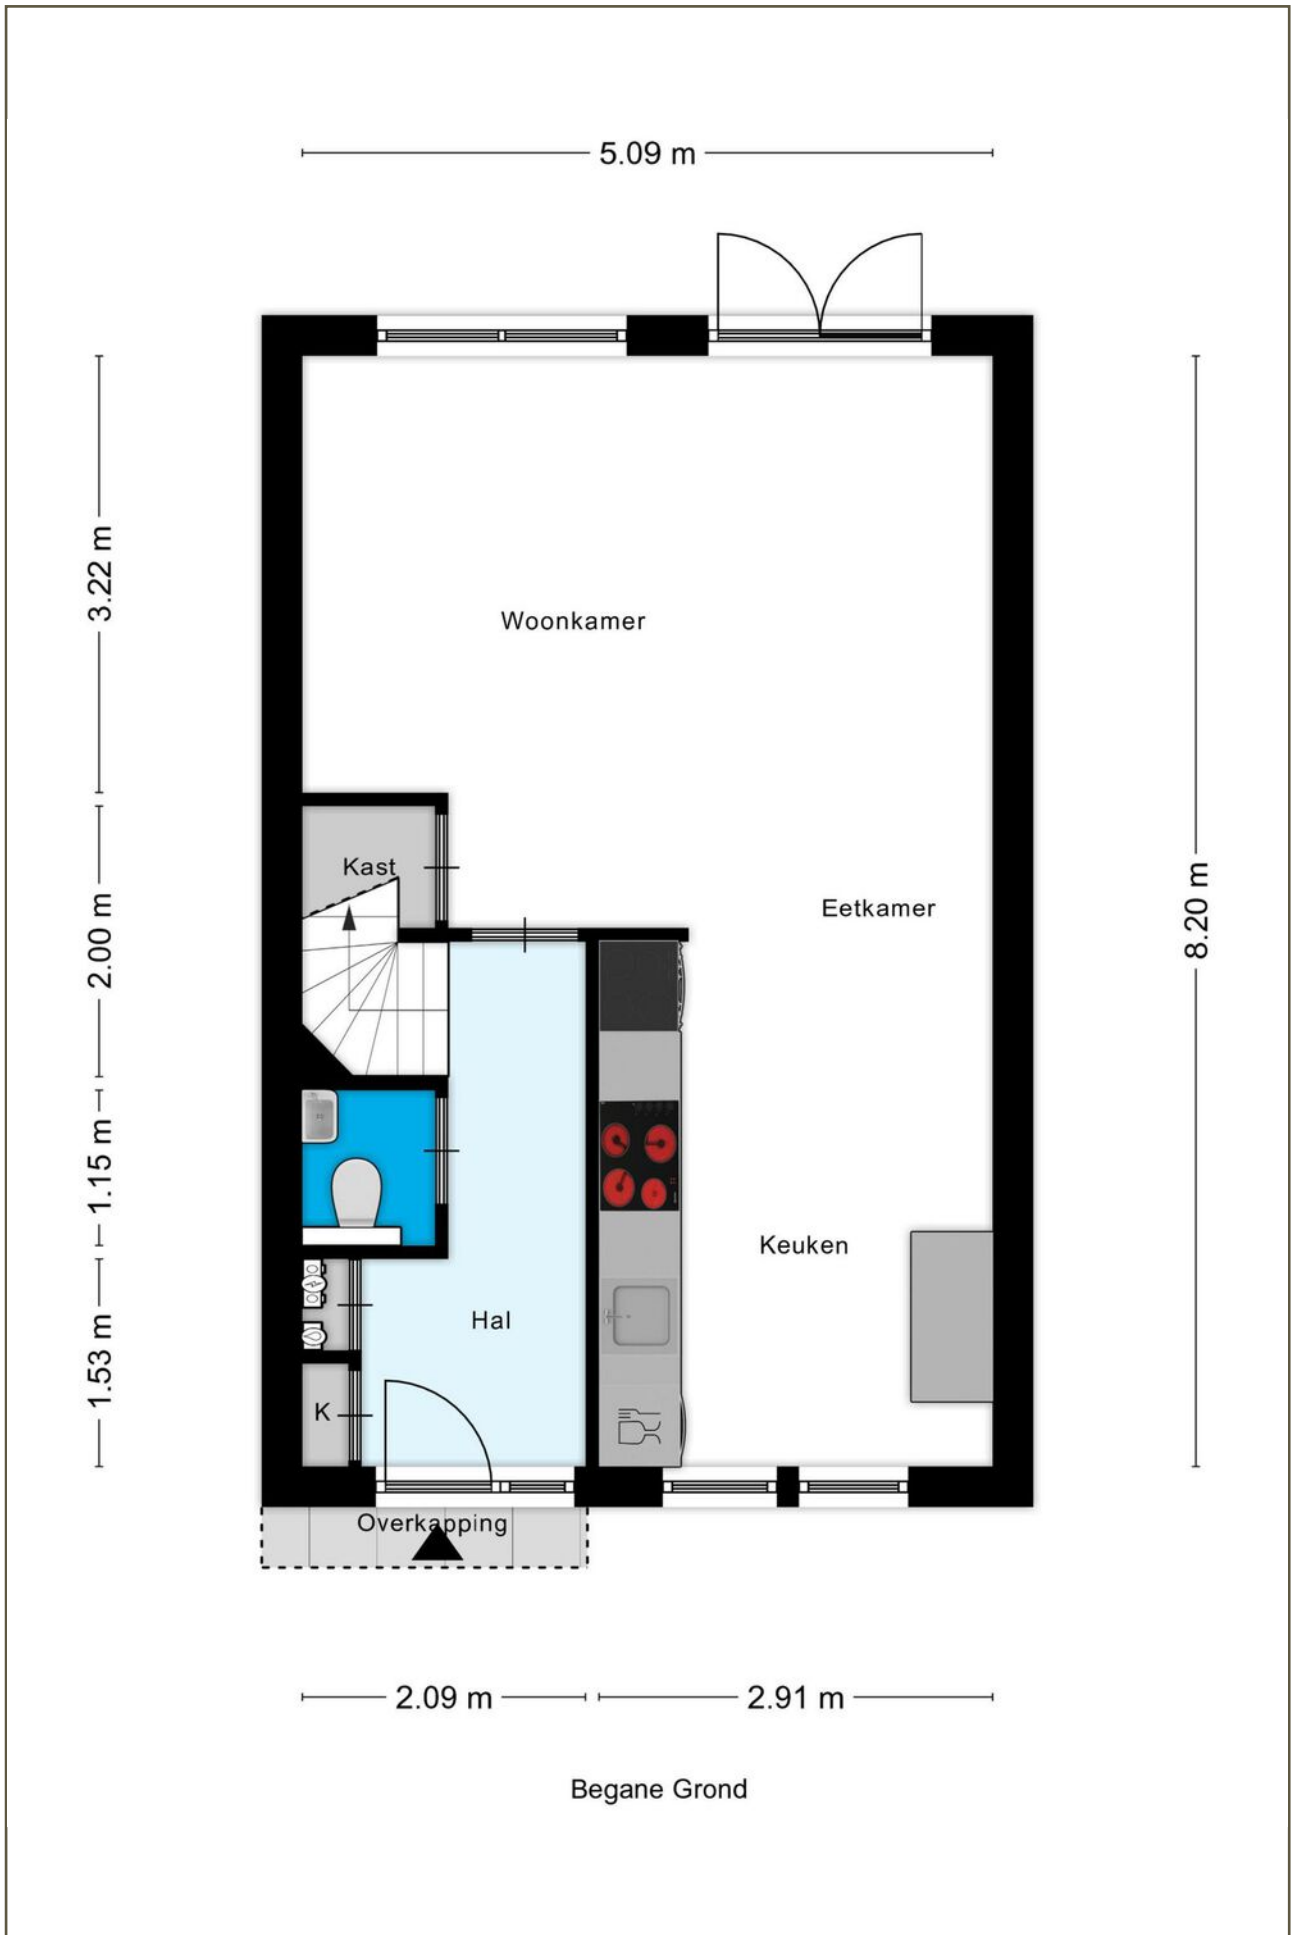 5.09 m
3.22 m
Woonkamer
Kast
2.00 m
Eetkamer
8.20 m
1.15 m
Keuken
Hal
1.53 m
K
Overkapping
2.09 m
2.91 m
Begane Grond